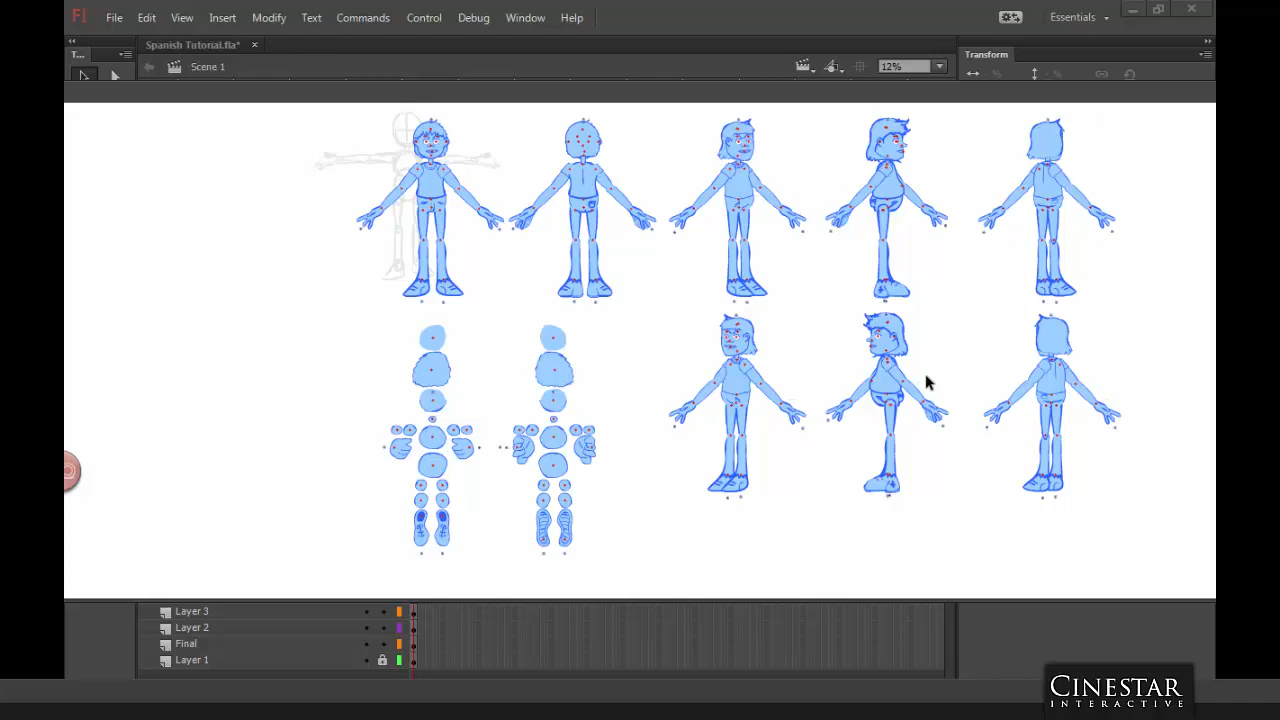 Fl File Edit View Insert Modify Text Commands Control Debug Window Help Essentials
T... Spanish Tutorial.fla* Transform
Scene 1 12%
Layer 3
Layer 2
Final
Layer 1
CINESTAR
INTERACTIVE